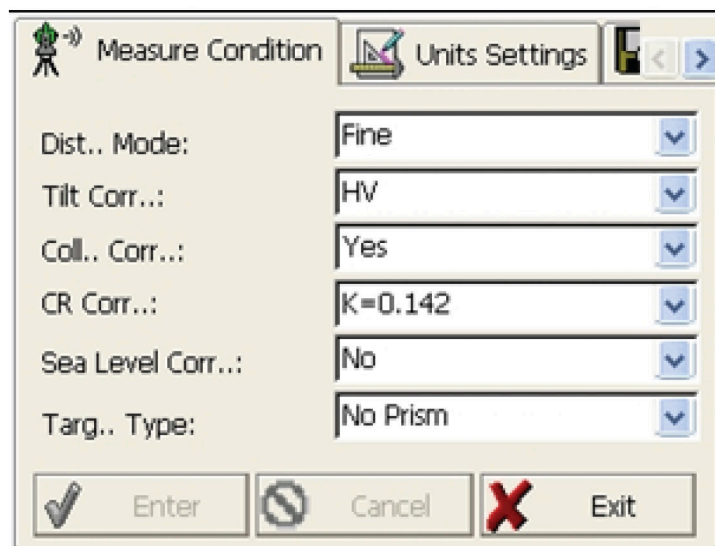 Measure Condition Units Settings
Dist.. Mode: Fine
Tilt Corr..: HV
Coll.. Corr..: Yes
CR Corr..: K=0.142
Sea Level Corr..: No
Targ.. Type: No Prism
Enter Cancel Exit